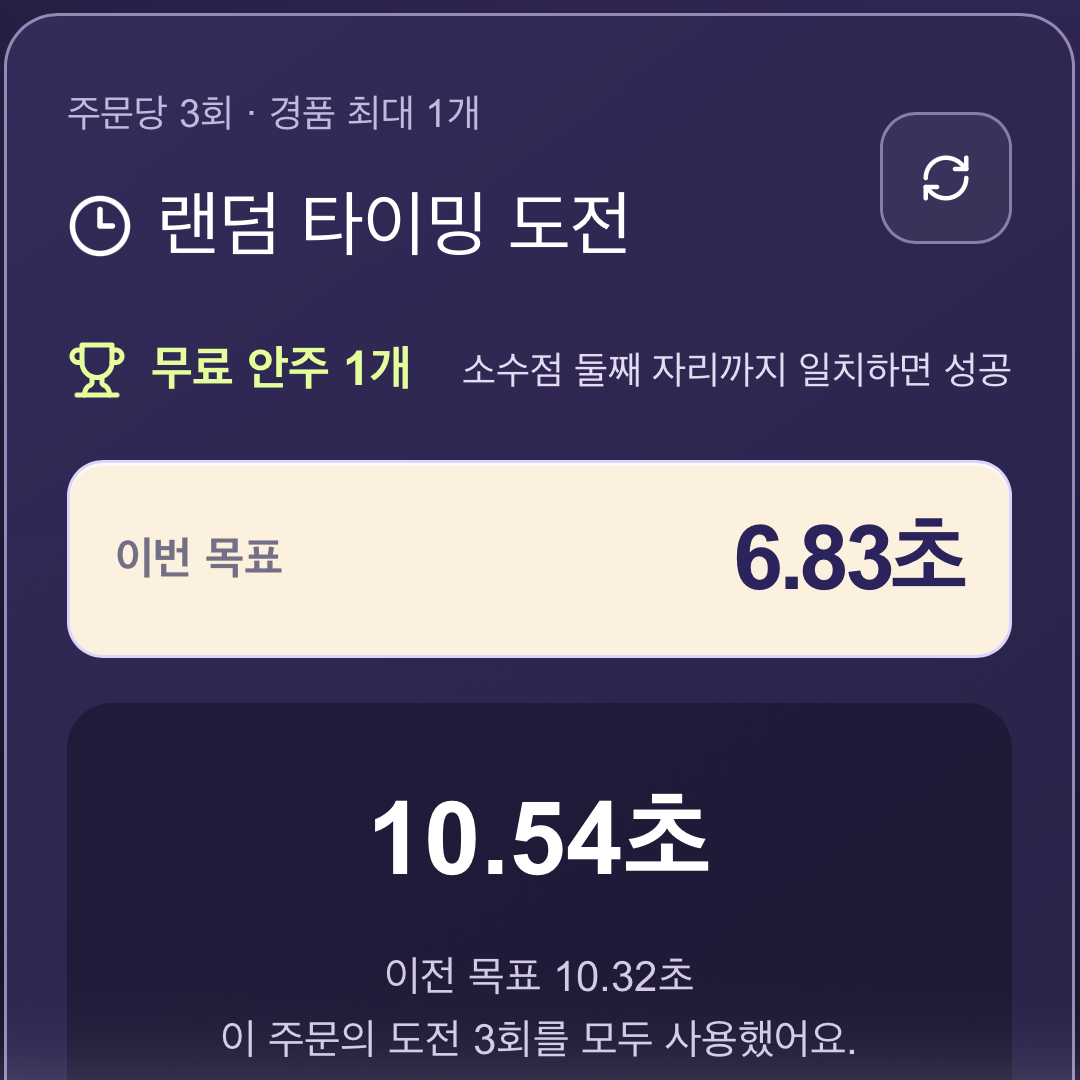 주문당 3회 · 경품 최대 1개
랜덤 타이밍 도전
무료 안주 1개 소수점 둘째 자리까지 일치하면 성공
이번 목표 6.83초
10.54초
이전 목표 10.32초
이 주문의 도전 3회를 모두 사용했어요.